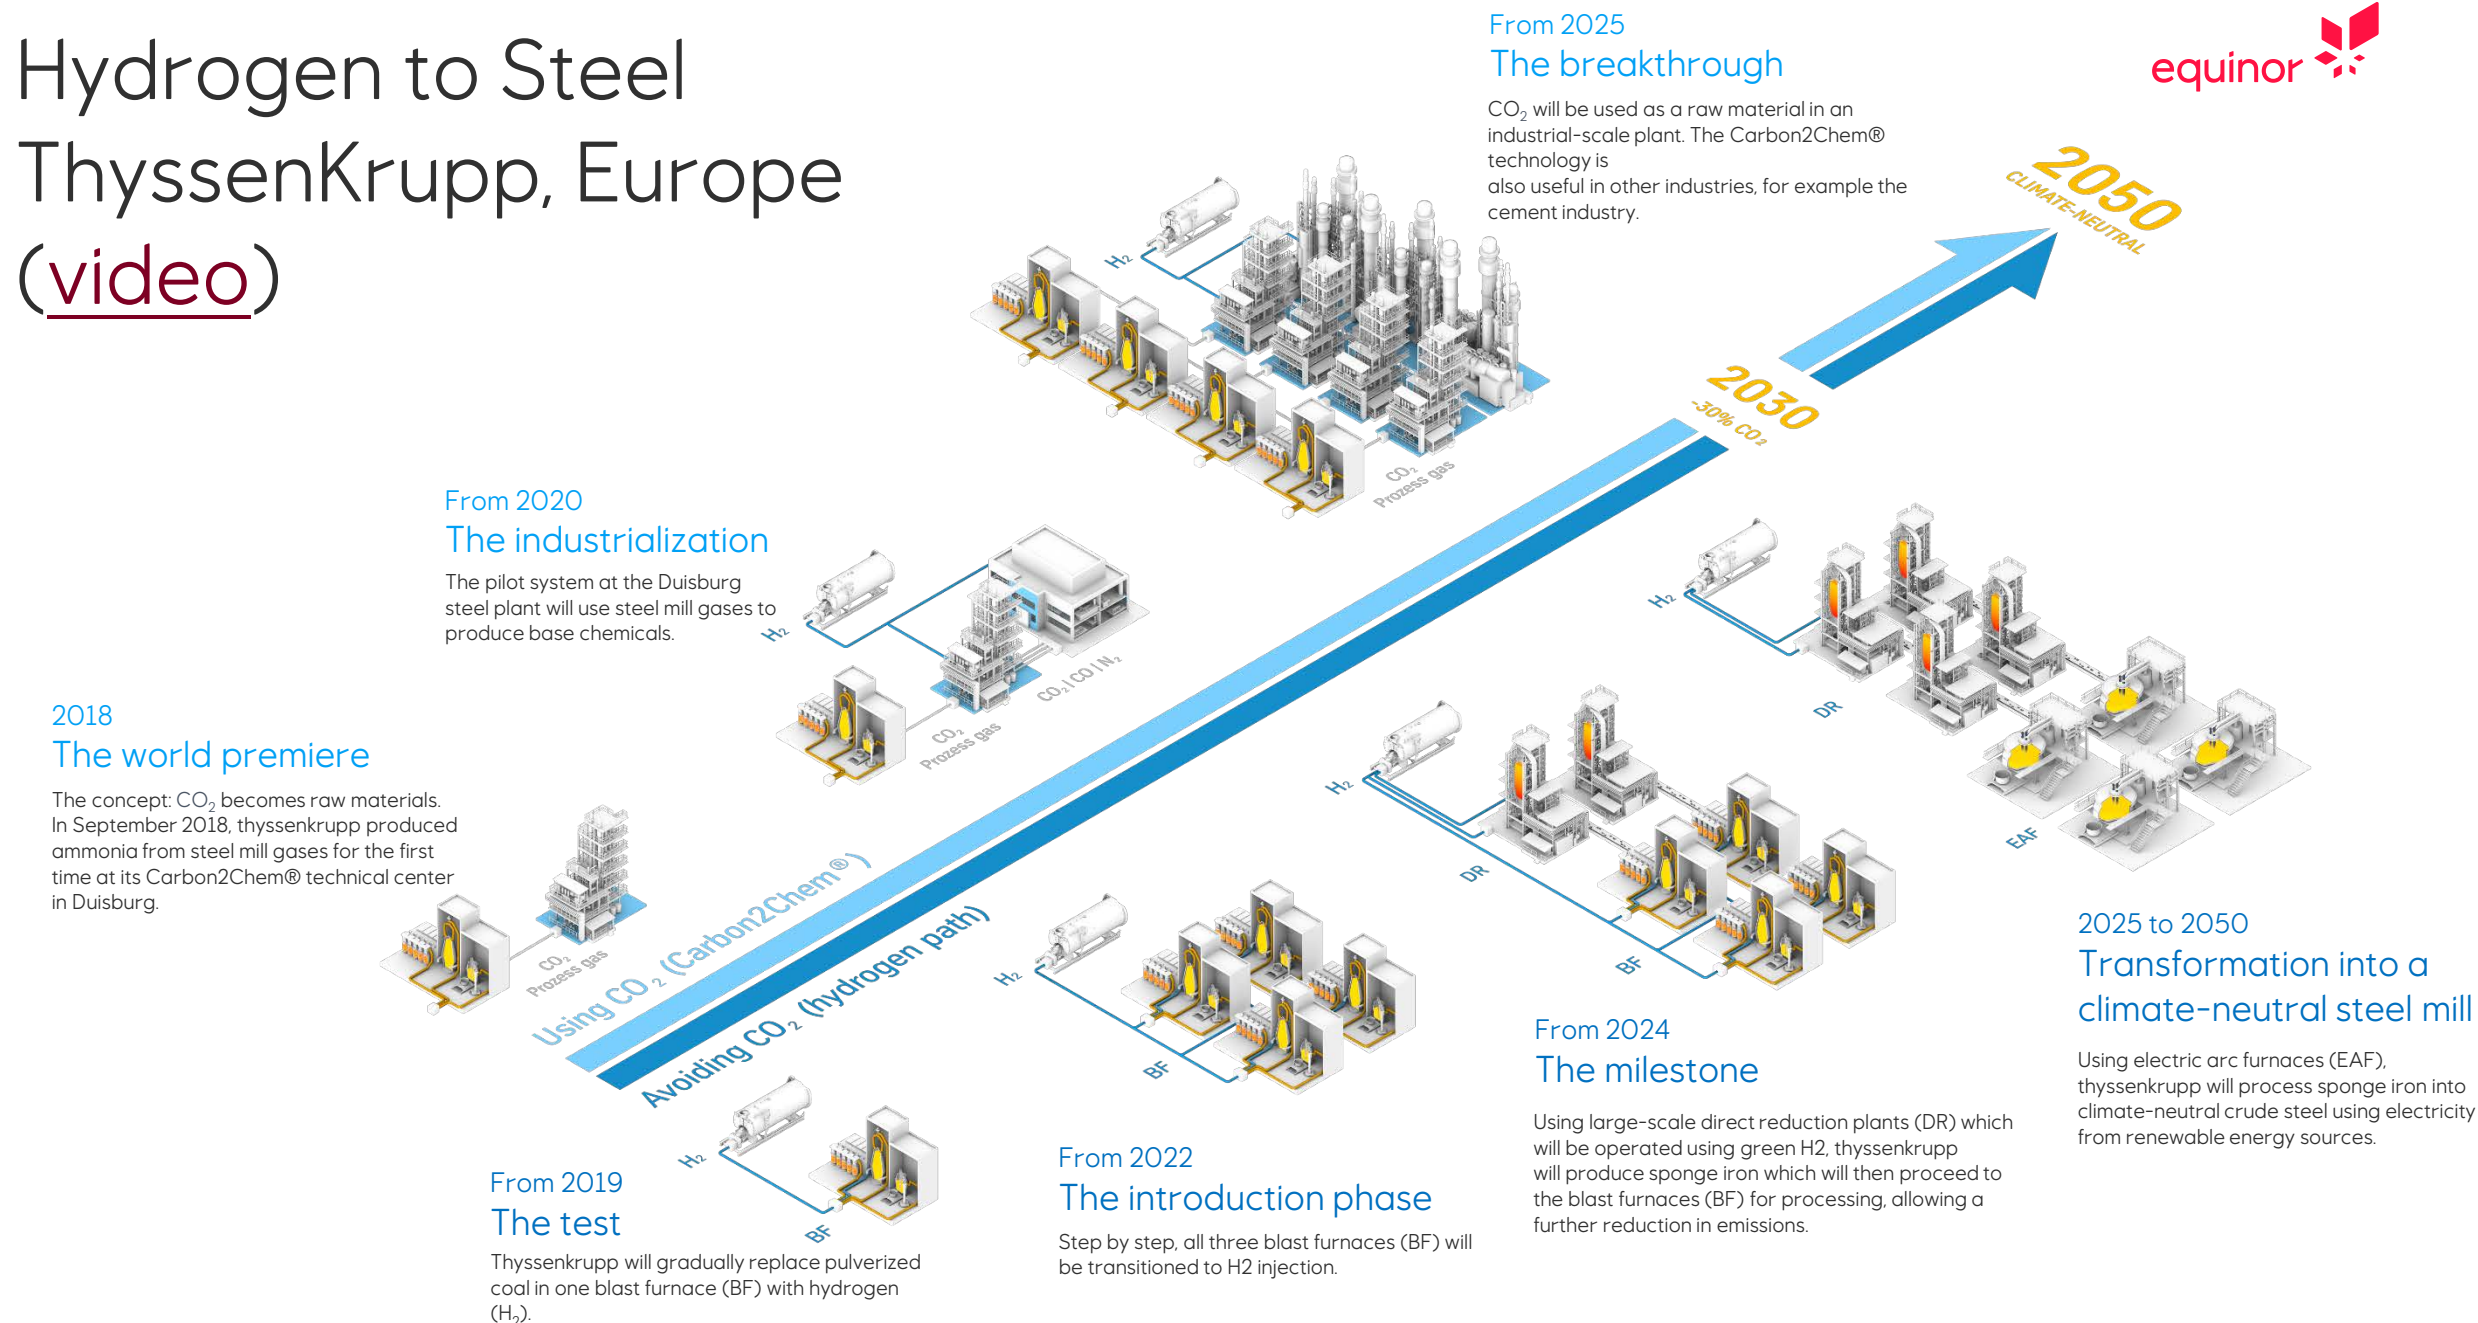 Hydrogen to Steel
ThyssenKrupp, Europe
(video)
equinor
From 2025
The breakthrough
CO₂ will be used as a raw material in an
industrial-scale plant. The Carbon2Chem®
technology is
also useful in other industries, for example the
cement industry.
2050
CLIMATE-NEUTRAL
2030
-30% CO₂
H₂
CO₂
Prozess gas
From 2020
The industrialization
The pilot system at the Duisburg
steel plant will use steel mill gases to
produce base chemicals.
H₂
CO₂ | CO | N₂
CO₂
Prozess gas
2018
The world premiere
The concept: CO₂ becomes raw materials.
In September 2018, thyssenkrupp produced
ammonia from steel mill gases for the first
time at its Carbon2Chem® technical center
in Duisburg.
CO₂
Prozess gas
Using CO₂ (Carbon2Chem®)
Avoiding CO₂ (hydrogen path)
H₂
BF
From 2019
The test
Thyssenkrupp will gradually replace pulverized
coal in one blast furnace (BF) with hydrogen
(H₂).
H₂
BF
From 2022
The introduction phase
Step by step, all three blast furnaces (BF) will
be transitioned to H2 injection.
H₂
DR
BF
From 2024
The milestone
Using large-scale direct reduction plants (DR) which
will be operated using green H2, thyssenkrupp
will produce sponge iron which will then proceed to
the blast furnaces (BF) for processing, allowing a
further reduction in emissions.
H₂
DR
EAF
2025 to 2050
Transformation into a
climate-neutral steel mill
Using electric arc furnaces (EAF),
thyssenkrupp will process sponge iron into
climate-neutral crude steel using electricity
from renewable energy sources.